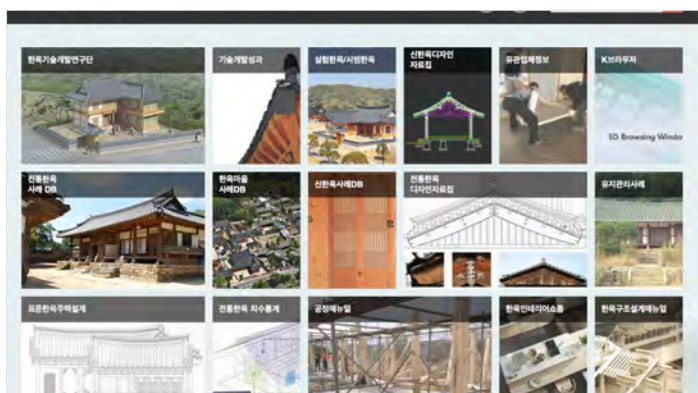 한옥기술개발연구단
기술개발성과
실험한옥/시범한옥
신한옥디자인
자료집
유관업체정보
K브라우저
3D Browsing Windo
전통한옥
사례 DB
한옥마을
사례DB
신한옥사례DB
전통한옥
디자인자료집
유지관리사례
표준한옥주택설계
전통한옥 치수통계
공정매뉴얼
한옥인테리어소품
한옥구조설계매뉴얼